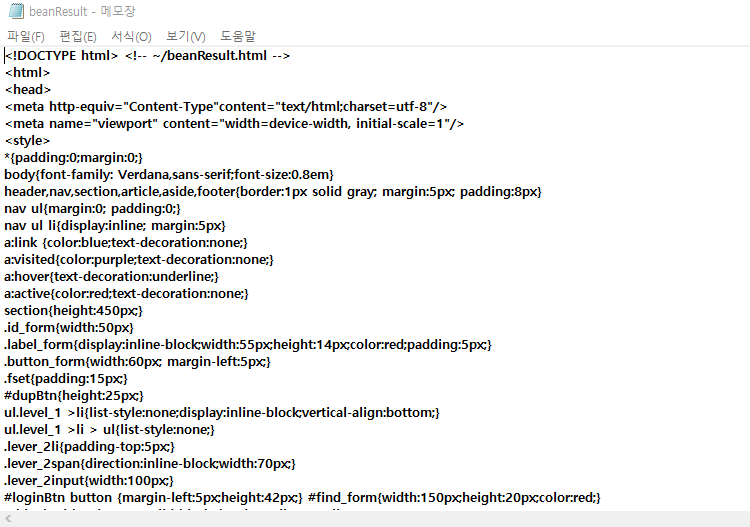 beanResult - 메모장
파일(F) 편집(E) 서식(O) 보기(V) 도움말
<!DOCTYPE html> <!-- ~/beanResult.html -->
<html>
<head>
<meta http-equiv="Content-Type"content="text/html;charset=utf-8"/>
<meta name="viewport" content="width=device-width, initial-scale=1"/>
<style>
*{padding:0;margin:0;}
body{font-family: Verdana,sans-serif;font-size:0.8em}
header,nav,section,article,aside,footer{border:1px solid gray; margin:5px; padding:8px}
nav ul{margin:0; padding:0;}
nav ul li{display:inline; margin:5px}
a:link {color:blue;text-decoration:none;}
a:visited{color:purple;text-decoration:none;}
a:hover{text-decoration:underline;}
a:active{color:red;text-decoration:none;}
section{height:450px;}
.id_form{width:50px}
.label_form{display:inline-block;width:55px;height:14px;color:red;padding:5px;}
.button_form{width:60px; margin-left:5px;}
.fset{padding:15px;}
#dupBtn{height:25px;}
ul.level_1 >li{list-style:none;display:inline-block;vertical-align:bottom;}
ul.level_1 >li > ul{list-style:none;}
.lever_2li{padding-top:5px;}
.lever_2span{direction:inline-block;width:70px;}
.lever_2input{width:100px;}
#loginBtn button {margin-left:5px;height:42px;} #find_form{width:150px;height:20px;color:red;}